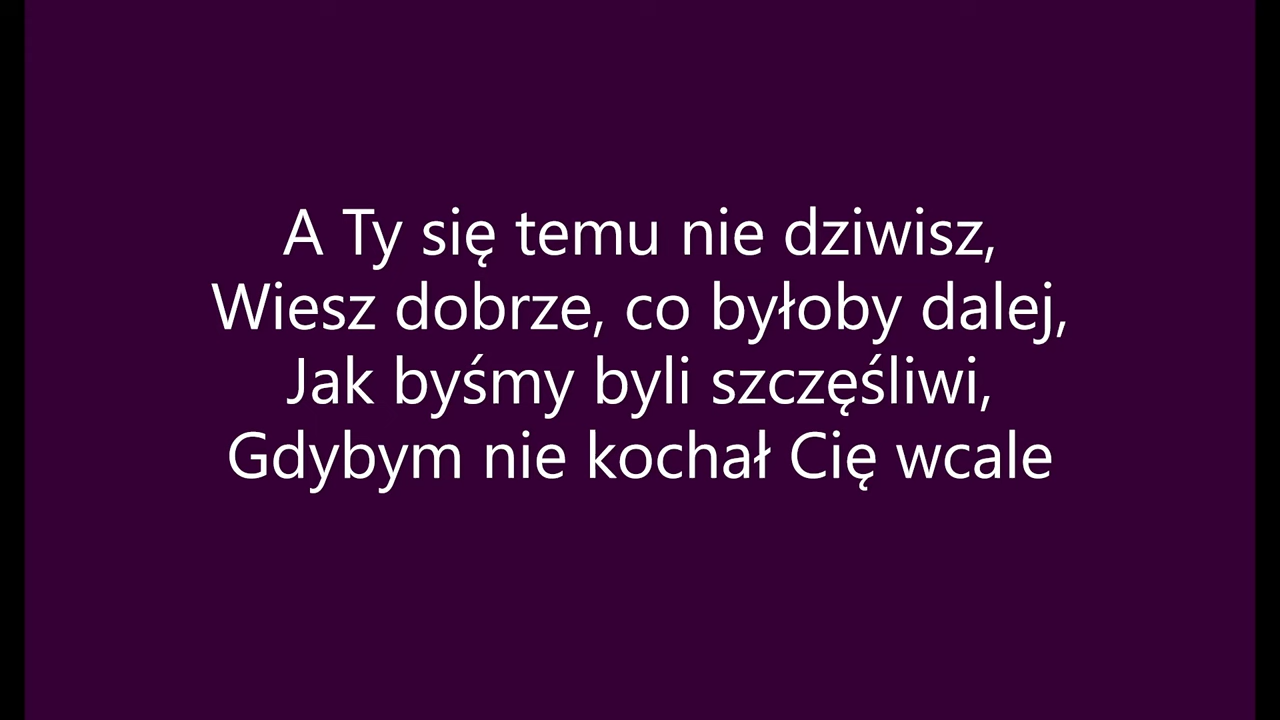 A Ty się temu nie dziwisz,
Wiesz dobrze, co byłoby dalej,
Jak byśmy byli szczęśliwi,
Gdybym nie kochał Cię wcale